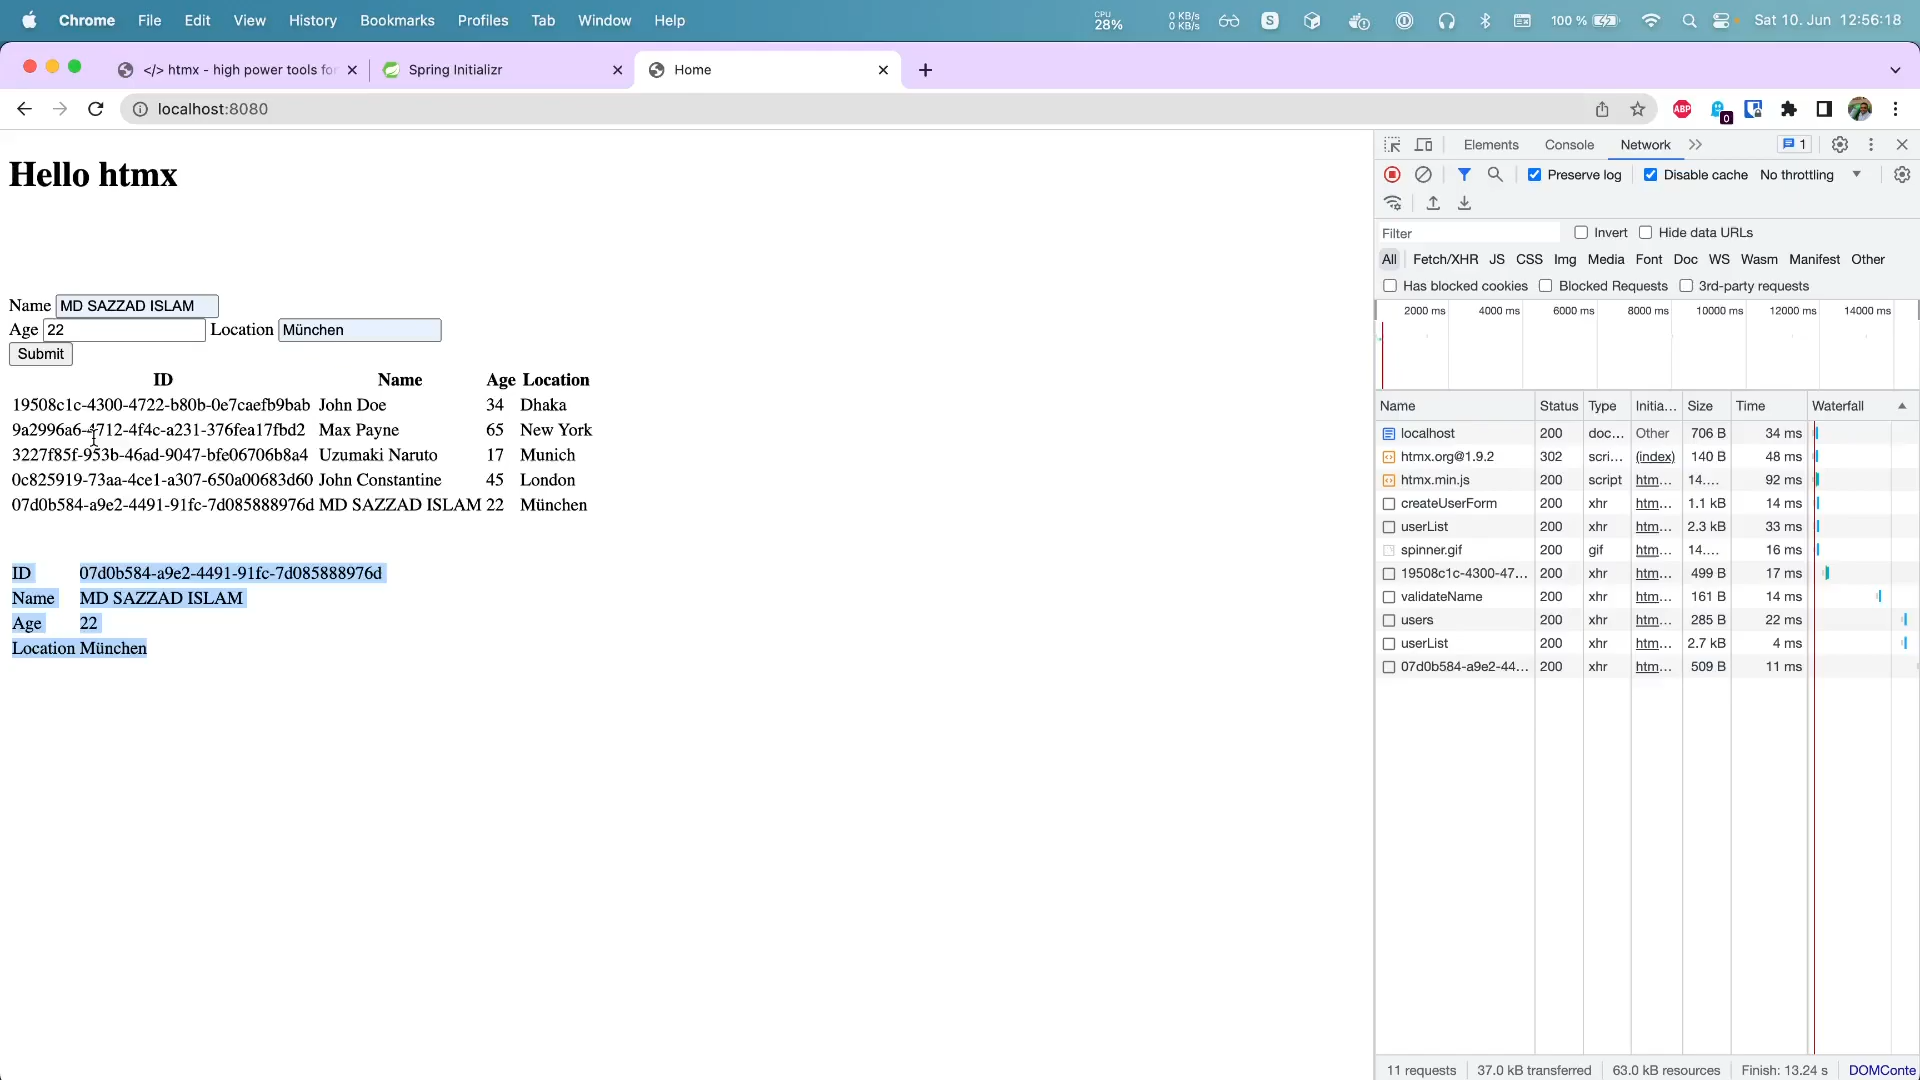 Chrome File Edit View History Bookmarks Profiles Tab Window Help CPU 28% 0 KB/s 0 KB/s S 100 % Sat 10. Jun 12:56:18
</> htmx - high power tools for Spring Initializr Home
localhost:8080 ABP 0
Hello htmx
Name MD SAZZAD ISLAM
Age 22 Location München
Submit
ID Name Age Location
19508c1c-4300-4722-b80b-0e7caefb9bab John Doe 34 Dhaka
9a2996a6-4712-4f4c-a231-376fea17fbd2 Max Payne 65 New York
3227f85f-953b-46ad-9047-bfe06706b8a4 Uzumaki Naruto 17 Munich
0c825919-73aa-4ce1-a307-650a00683d60 John Constantine 45 London
07d0b584-a9e2-4491-91fc-7d085888976d MD SAZZAD ISLAM 22 München
ID 07d0b584-a9e2-4491-91fc-7d085888976d
Name MD SAZZAD ISLAM
Age 22
Location München
Elements Console Network 1
Preserve log Disable cache No throttling
Filter Invert Hide data URLs
All Fetch/XHR JS CSS Img Media Font Doc WS Wasm Manifest Other
Has blocked cookies Blocked Requests 3rd-party requests
2000 ms 4000 ms 6000 ms 8000 ms 10000 ms 12000 ms 14000 ms
Name Status Type Initia... Size Time Waterfall
localhost 200 doc... Other 706 B 34 ms
htmx.org@1.9.2 302 scri... (index) 140 B 48 ms
htmx.min.js 200 script htm... 14.... 92 ms
createUserForm 200 xhr htm... 1.1 kB 14 ms
userList 200 xhr htm... 2.3 kB 33 ms
spinner.gif 200 gif htm... 14.... 16 ms
19508c1c-4300-47... 200 xhr htm... 499 B 17 ms
validateName 200 xhr htm... 161 B 14 ms
users 200 xhr htm... 285 B 22 ms
userList 200 xhr htm... 2.7 kB 4 ms
07d0b584-a9e2-44... 200 xhr htm... 509 B 11 ms
11 requests 37.0 kB transferred 63.0 kB resources Finish: 13.24 s DOMConte